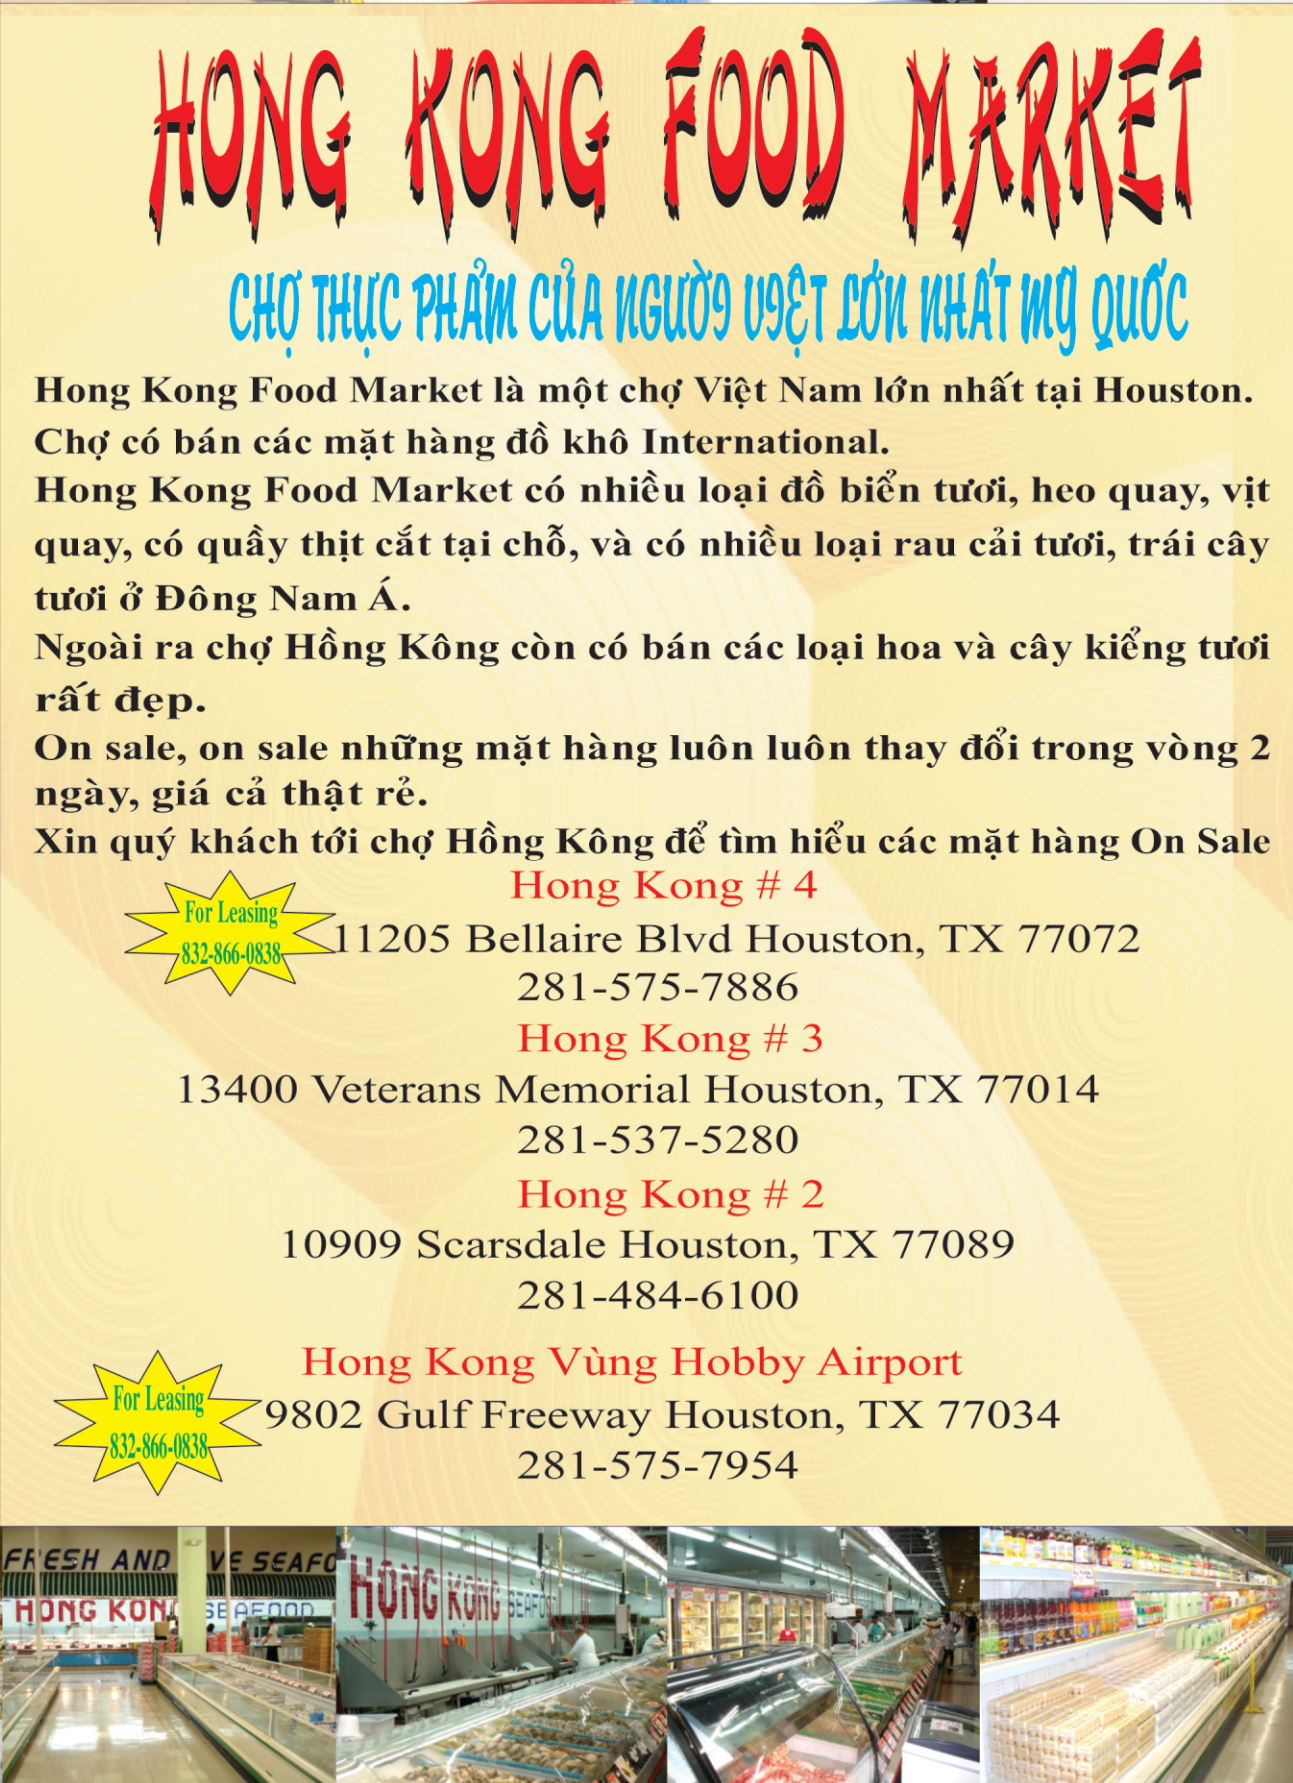 HONG KONG FOOD MARKET
CHỢ THỰC PHẨM CỦA NGƯỜI VIỆT LỚN NHẤT MỸ QUỐC
Hong Kong Food Market là một chợ Việt Nam lớn nhất tại Houston.
Chợ có bán các mặt hàng đồ khô International.
Hong Kong Food Market có nhiều loại đồ biển tươi, heo quay, vịt
quay, có quầy thịt cắt tại chỗ, và có nhiều loại rau cải tươi, trái cây
tươi ở Đông Nam Á.
Ngoài ra chợ Hồng Kông còn có bán các loại hoa và cây kiểng tươi
rất đẹp.
On sale, on sale những mặt hàng luôn luôn thay đổi trong vòng 2
ngày, giá cả thật rẻ.
Xin quý khách tới chợ Hồng Kông để tìm hiểu các mặt hàng On Sale
Hong Kong # 4
For Leasing
832-866-0838
11205 Bellaire Blvd Houston, TX 77072
281-575-7886
Hong Kong # 3
13400 Veterans Memorial Houston, TX 77014
281-537-5280
Hong Kong # 2
10909 Scarsdale Houston, TX 77089
281-484-6100
Hong Kong Vùng Hobby Airport
For Leasing
832-866-0838
9802 Gulf Freeway Houston, TX 77034
281-575-7954
FRESH AND VE SEAFO
HONG KONG SEAFOOD
HONG KONG SEAFOO